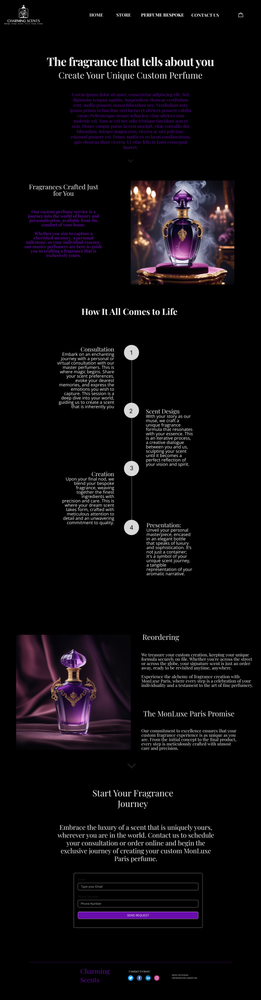 CHARMING SCENTS
WHERE EVERY SCENT TELLS YOUR STORY
HOME
STORE
PERFUME BESPOKE
CONTACT US
The fragrance that tells about you
Create Your Unique Custom Perfume
Lorem ipsum dolor sit amet, consectetur adipiscing elit. Sed
dignissim tempus sagittis. Suspendisse rhoncus vestibulum
erat, mollis posuere massa bibendum nec. Vestibulum ante
ipsum primis in faucibus orci luctus et ultrices posuere cubilia
curae; Pellentesque ornare tellus leo, vitae ultrices sem
molestie vel. Nam ac est nec odio tristique tincidunt non et
sem. Donec congue purus in erat suscipit, vitae convallis dui
bibendum. Integer magna eros, viverra ac nisi pulvinar,
euismod posuere est. Donec mattis ex eu lacus condimentum,
quis rhoncus diam viverra. Ut vitae felis in justo consequat
laoreet.
Fragrances Crafted Just
for You
Our custom perfume service is a
journey into the world of luxury and
personalization, available from the
comfort of your home.
Whether you aim to capture a
cherished memory, a personal
milestone, or your individual essence,
our master perfumers are here to guide
you in crafting a fragrance that is
exclusively yours.
How It All Comes to Life
1
Consultation
Embark on an enchanting
journey with a personal or
virtual consultation with our
master perfumers. This is
where magic begins. Share
your scent preferences,
evoke your dearest
memories, and express the
emotions you wish to
capture. This session is a
deep dive into your world,
guiding us to create a scent
that is inherently you
2
Scent Design
With your story as our
muse, we craft a
unique fragrance
formula that resonates
with your essence. This
is an iterative process,
a creative dialogue
between you and us,
sculpting your scent
until it becomes a
perfect reflection of
your vision and spirit.
3
Creation
Upon your final nod, we
blend your bespoke
fragrance, weaving
together the finest
ingredients with
precision and care. This is
where your dream scent
takes form, crafted with
meticulous attention to
detail and an unwavering
commitment to quality.
4
Presentation:
Unveil your personal
masterpiece, encased
in an elegant bottle
that speaks of luxury
and sophistication. It's
not just a container;
it's a symbol of your
unique scent journey,
a tangible
representation of your
aromatic narrative.
Reordering
We treasure your custom creation, keeping your unique
formula securely on file. Whether you're across the street
or across the globe, your signature scent is just an order
away, ready to be revisited anytime, anywhere.
Experience the alchemy of fragrance creation with
MonLuxe Paris, where every step is a celebration of your
individuality and a testament to the art of fine perfumery.
The MonLuxe Paris Promise
Our commitment to excellence ensures that your
custom fragrance experience is as unique as you
are. From the initial concept to the final product,
every step is meticulously crafted with utmost
care and precision.
Start Your Fragrance
Journey
Embrace the luxury of a scent that is uniquely yours,
wherever you are in the world. Contact us to schedule
your consultation or order online and begin the
exclusive journey of creating your custom MonLuxe
Paris perfume.
Email
Type your Email
Phone Number
Phone Number
SEND REQUEST
Charming
Scents
Contact Us here: